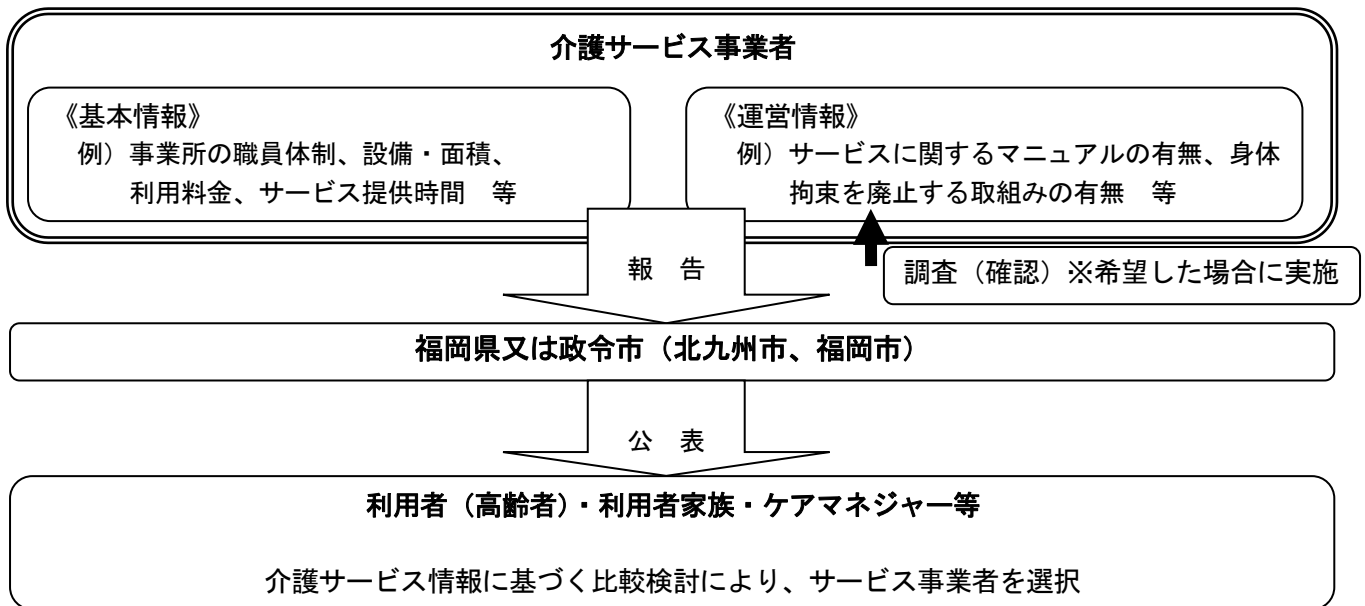 介護サービス事業者
《基本情報》
例）事業所の職員体制、設備・面積、
利用料金、サービス提供時間　等
《運営情報》
例）サービスに関するマニュアルの有無、身体
拘束を廃止する取組みの有無　等
報　告
調査（確認）※希望した場合に実施
福岡県又は政令市（北九州市、福岡市）
公　表
利用者（高齢者）・利用者家族・ケアマネジャー等
介護サービス情報に基づく比較検討により、サービス事業者を選択